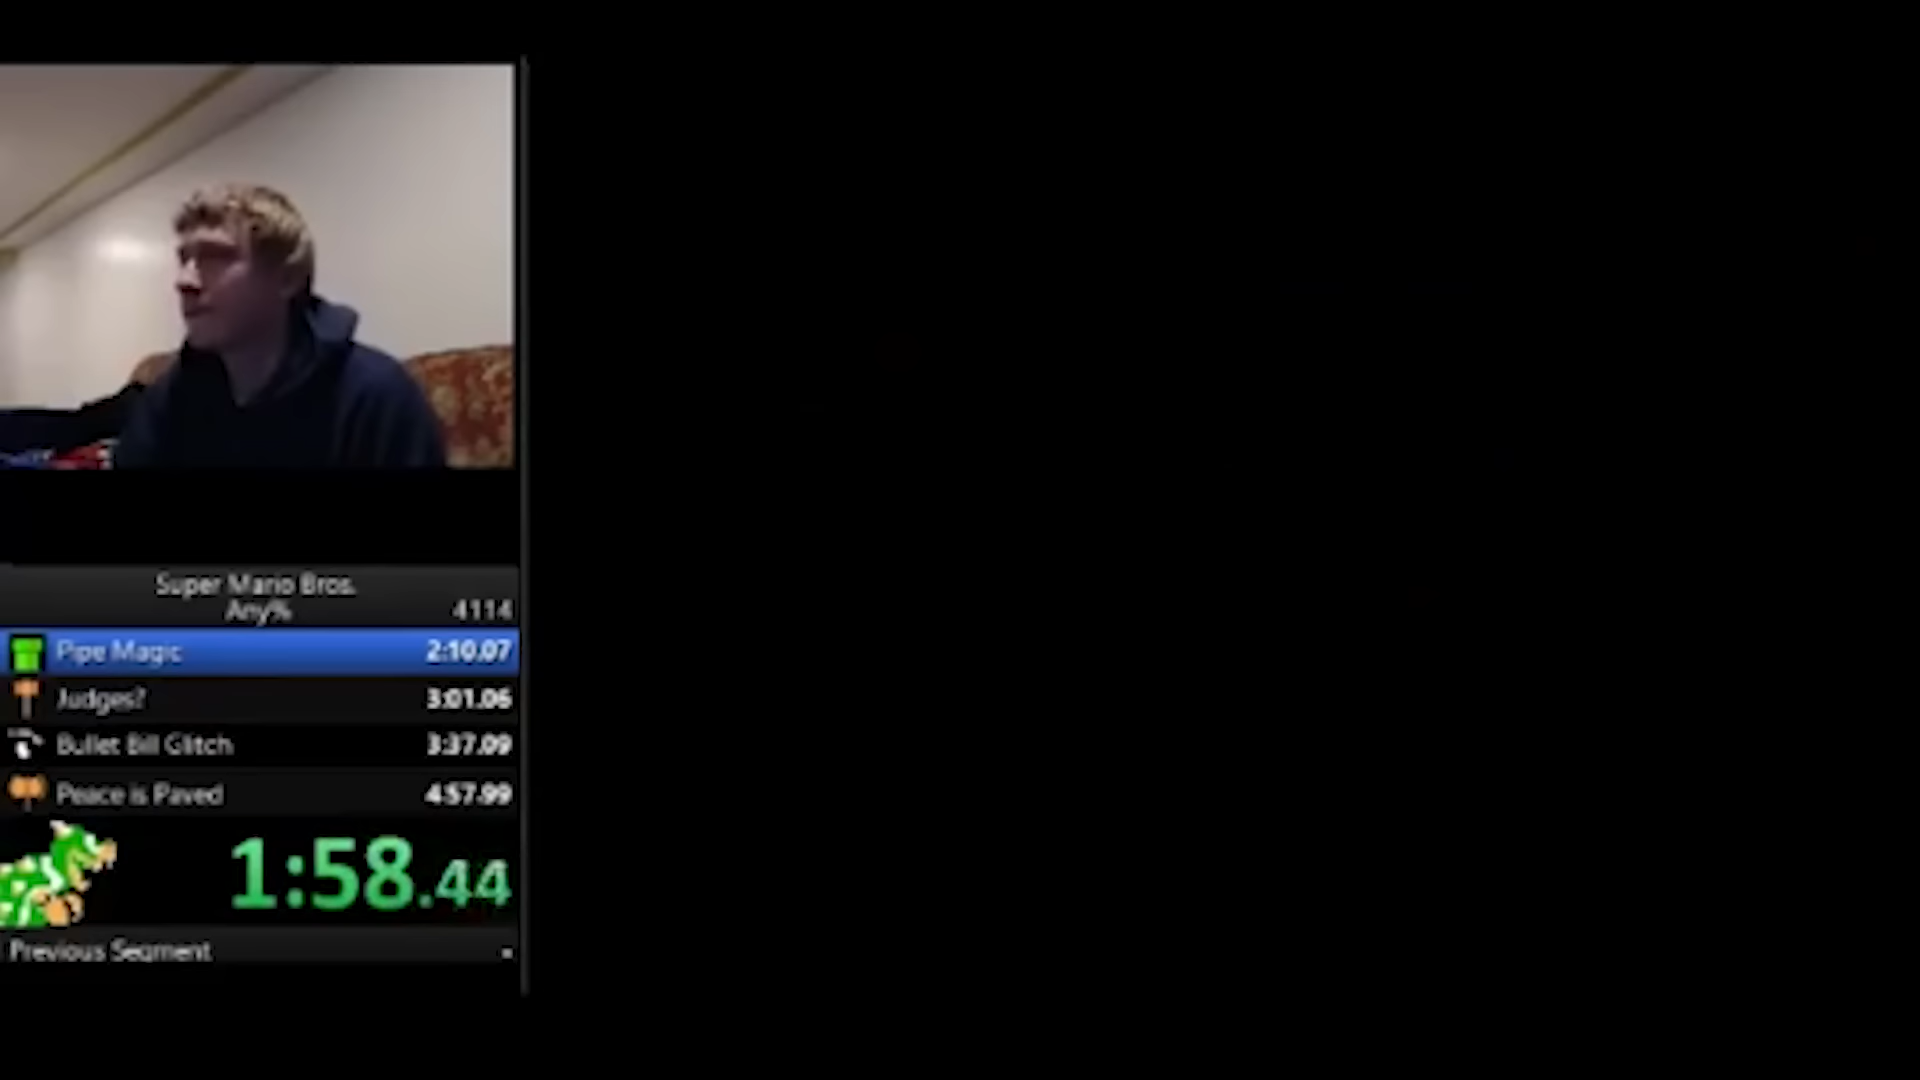 Super Mario Bros.
Any% 4114
Pipe Magic 2:10.07
Judges? 3:01.06
Bullet Bill Glitch 3:37.09
Peace is Paved 4:57.99
1:58.44
Previous Segment -